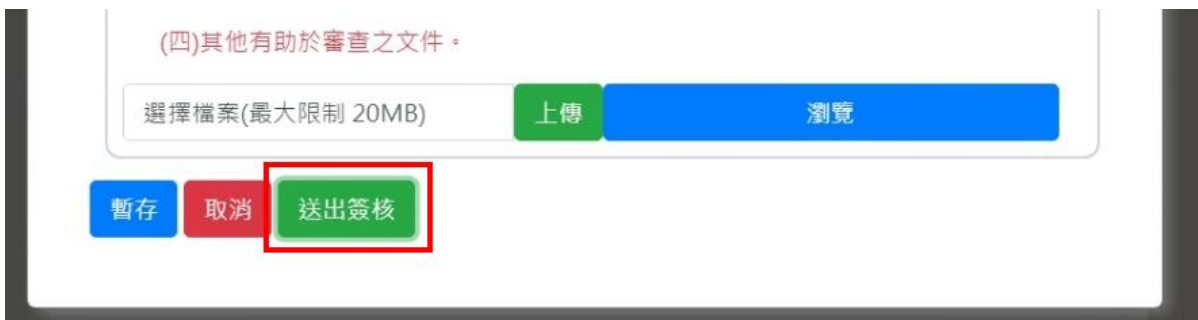 (四)其他有助於審查之文件。
選擇檔案(最大限制 20MB) 上傳 瀏覽
暫存 取消 送出簽核